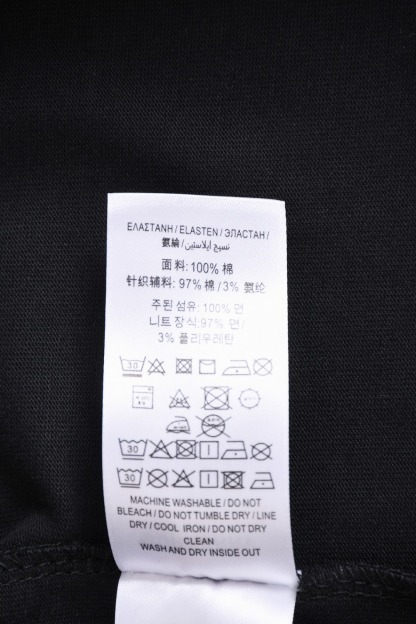 ΕΛΑΣΤΑΝΗ / ELASTEN / ЭЛАСТАН /
氨綸 / نسيج إيلاستين
面料: 100% 棉
针织辅料: 97% 棉 / 3% 氨纶
주된 섬유: 100% 면
니트 장식:97% 면/
3% 폴리우레탄
30
30
30
MACHINE WASHABLE / DO NOT
BLEACH / DO NOT TUMBLE DRY / LINE
DRY / COOL IRON / DO NOT DRY
CLEAN
WASH AND DRY INSIDE OUT